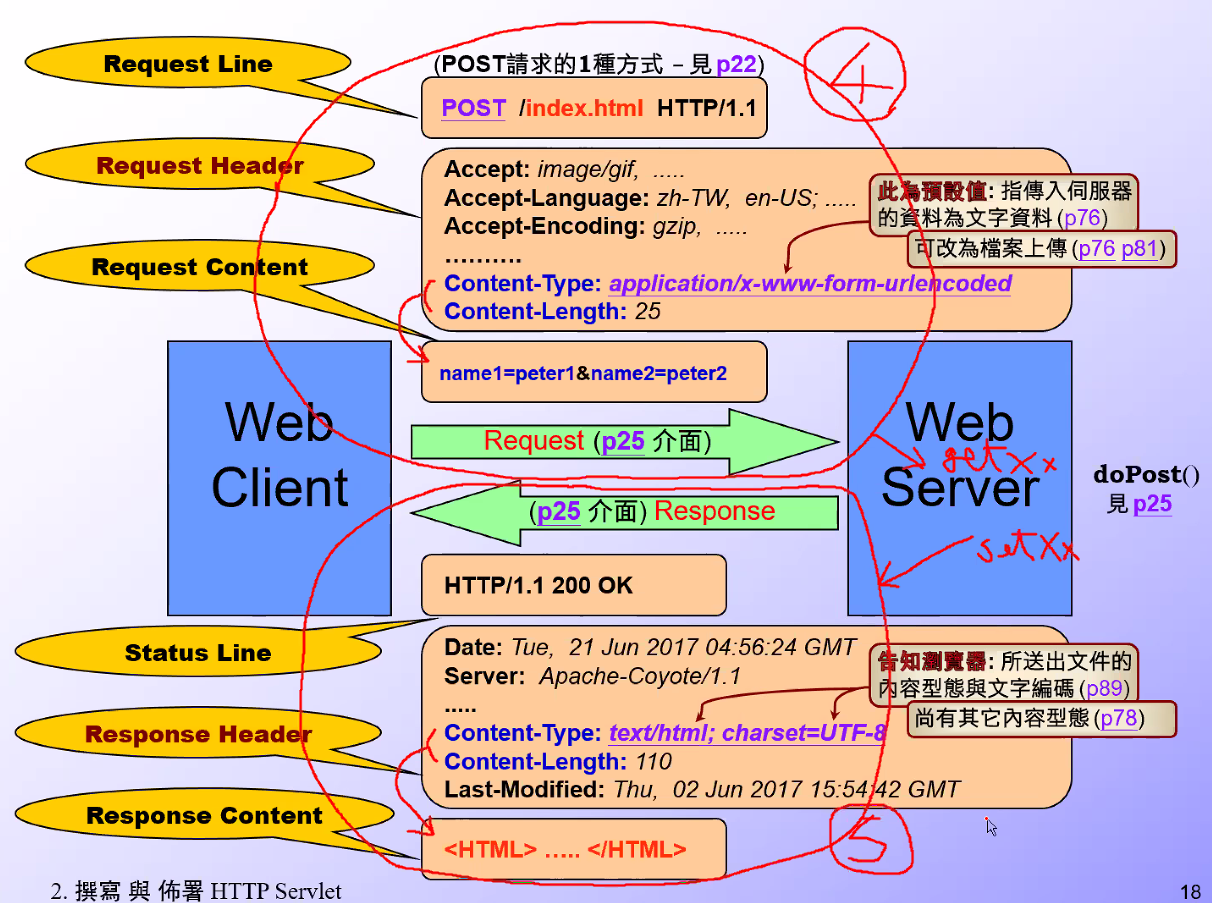 (POST請求的1種方式 – 見 p22)
Request Line
POST /index.html HTTP/1.1
4
Request Header
Accept: image/gif, .....
Accept-Language: zh-TW, en-US; .....
Accept-Encoding: gzip, .....
..........
Content-Type: application/x-www-form-urlencoded
Content-Length: 25
此為預設值: 指傳入伺服器
的資料為文字資料 (p76)
可改為檔案上傳 (p76 p81)
Request Content
name1=peter1&name2=peter2
Web
Client
Request (p25 介面)
(p25 介面) Response
Web
Server
getXx
setXx
doPost()
見 p25
HTTP/1.1 200 OK
Status Line
Date: Tue, 21 Jun 2017 04:56:24 GMT
Server: Apache-Coyote/1.1
.....
Content-Type: text/html; charset=UTF-8
Content-Length: 110
Last-Modified: Thu, 02 Jun 2017 15:54:42 GMT
告知瀏覽器: 所送出文件的
內容型態與文字編碼 (p89)
尚有其它內容型態 (p78)
Response Header
Response Content
<HTML> ….. </HTML>
5
2. 撰寫 與 佈署 HTTP Servlet
18